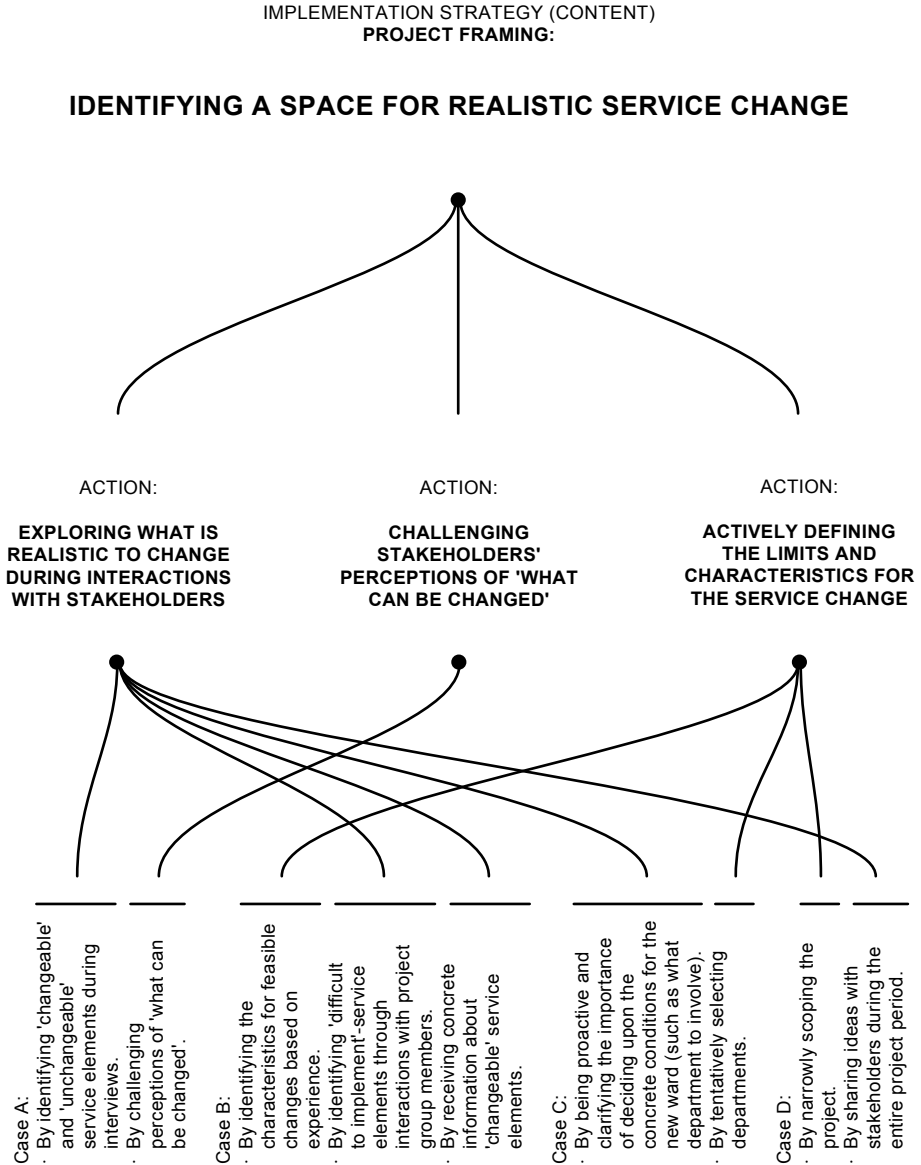 IMPLEMENTATION STRATEGY (CONTENT)
PROJECT FRAMING:
IDENTIFYING A SPACE FOR REALISTIC SERVICE CHANGE
ACTION:
EXPLORING WHAT IS
REALISTIC TO CHANGE
DURING INTERACTIONS
WITH STAKEHOLDERS
ACTION:
CHALLENGING
STAKEHOLDERS'
PERCEPTIONS OF 'WHAT
CAN BE CHANGED'
ACTION:
ACTIVELY DEFINING
THE LIMITS AND
CHARACTERISTICS FOR
THE SERVICE CHANGE
Case A:
· By identifying 'changeable'
and 'unchangeable'
service elements during
interviews.
· By challenging
perceptions of 'what can
be changed'.
Case B:
· By identifying the
characteristics for feasible
changes based on
experience.
· By identifying 'difficult
to implement'-service
elements through
interactions with project
group members.
· By receiving concrete
information about
'changeable' service
elements.
Case C:
· By being proactive and
clarifying the importance
of deciding upon the
concrete conditions for the
new ward (such as what
department to involve).
· By tentatively selecting
departments.
Case D:
· By narrowly scoping the
project.
· By sharing ideas with
stakeholders during the
entire project period.